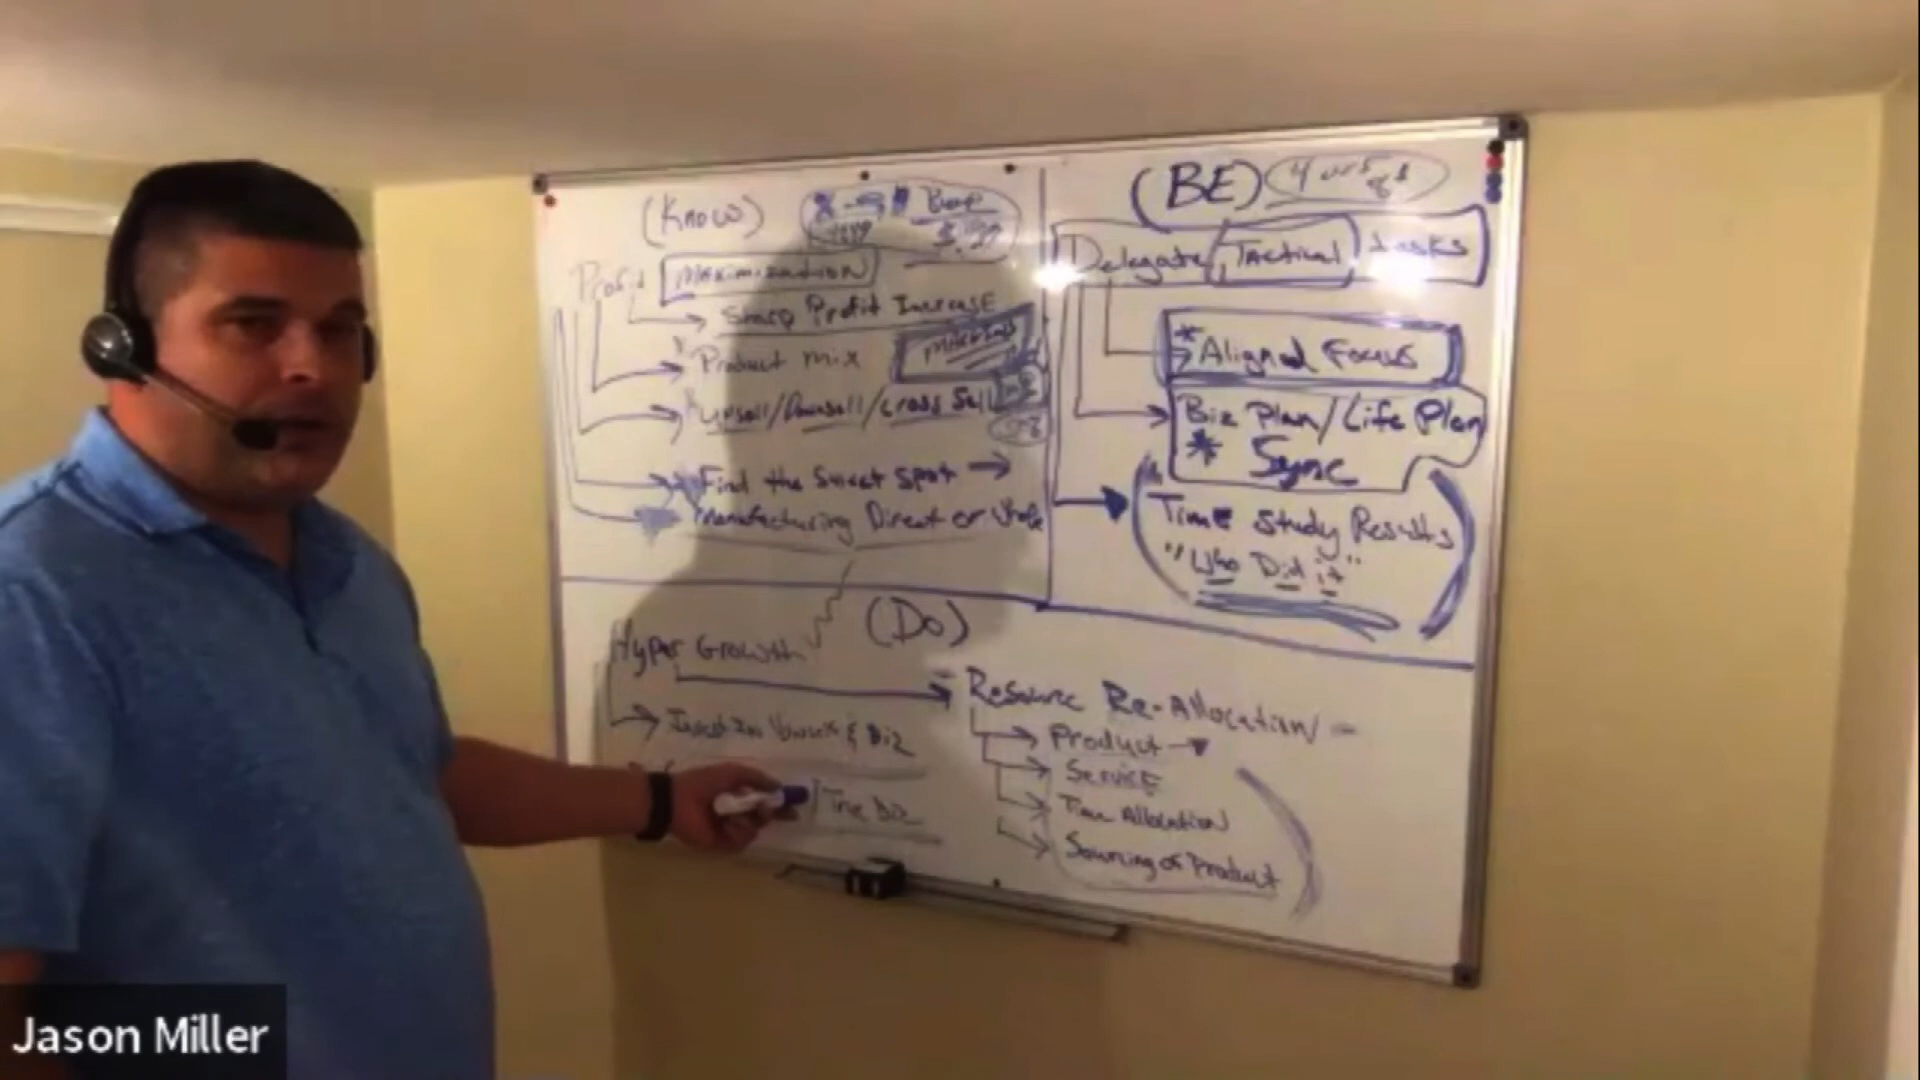 (Know)
Profit Maximization
Sharp Profit Increase
Product Mix
Upsell/Downsell/Cross Sell
Find the Sweet Spot →
Manufacturing Direct or
(BE)
Delegate Tactical Tasks
* Aligned Focus
Biz Plan/Life Plan
* Sync
Time Study Results
"Who Did it"
(Do)
Hyper Growth
& Biz
/ True Biz
Resource Re-Allocation
Product
Service
Time Allocation
Sourcing of Product
Jason Miller